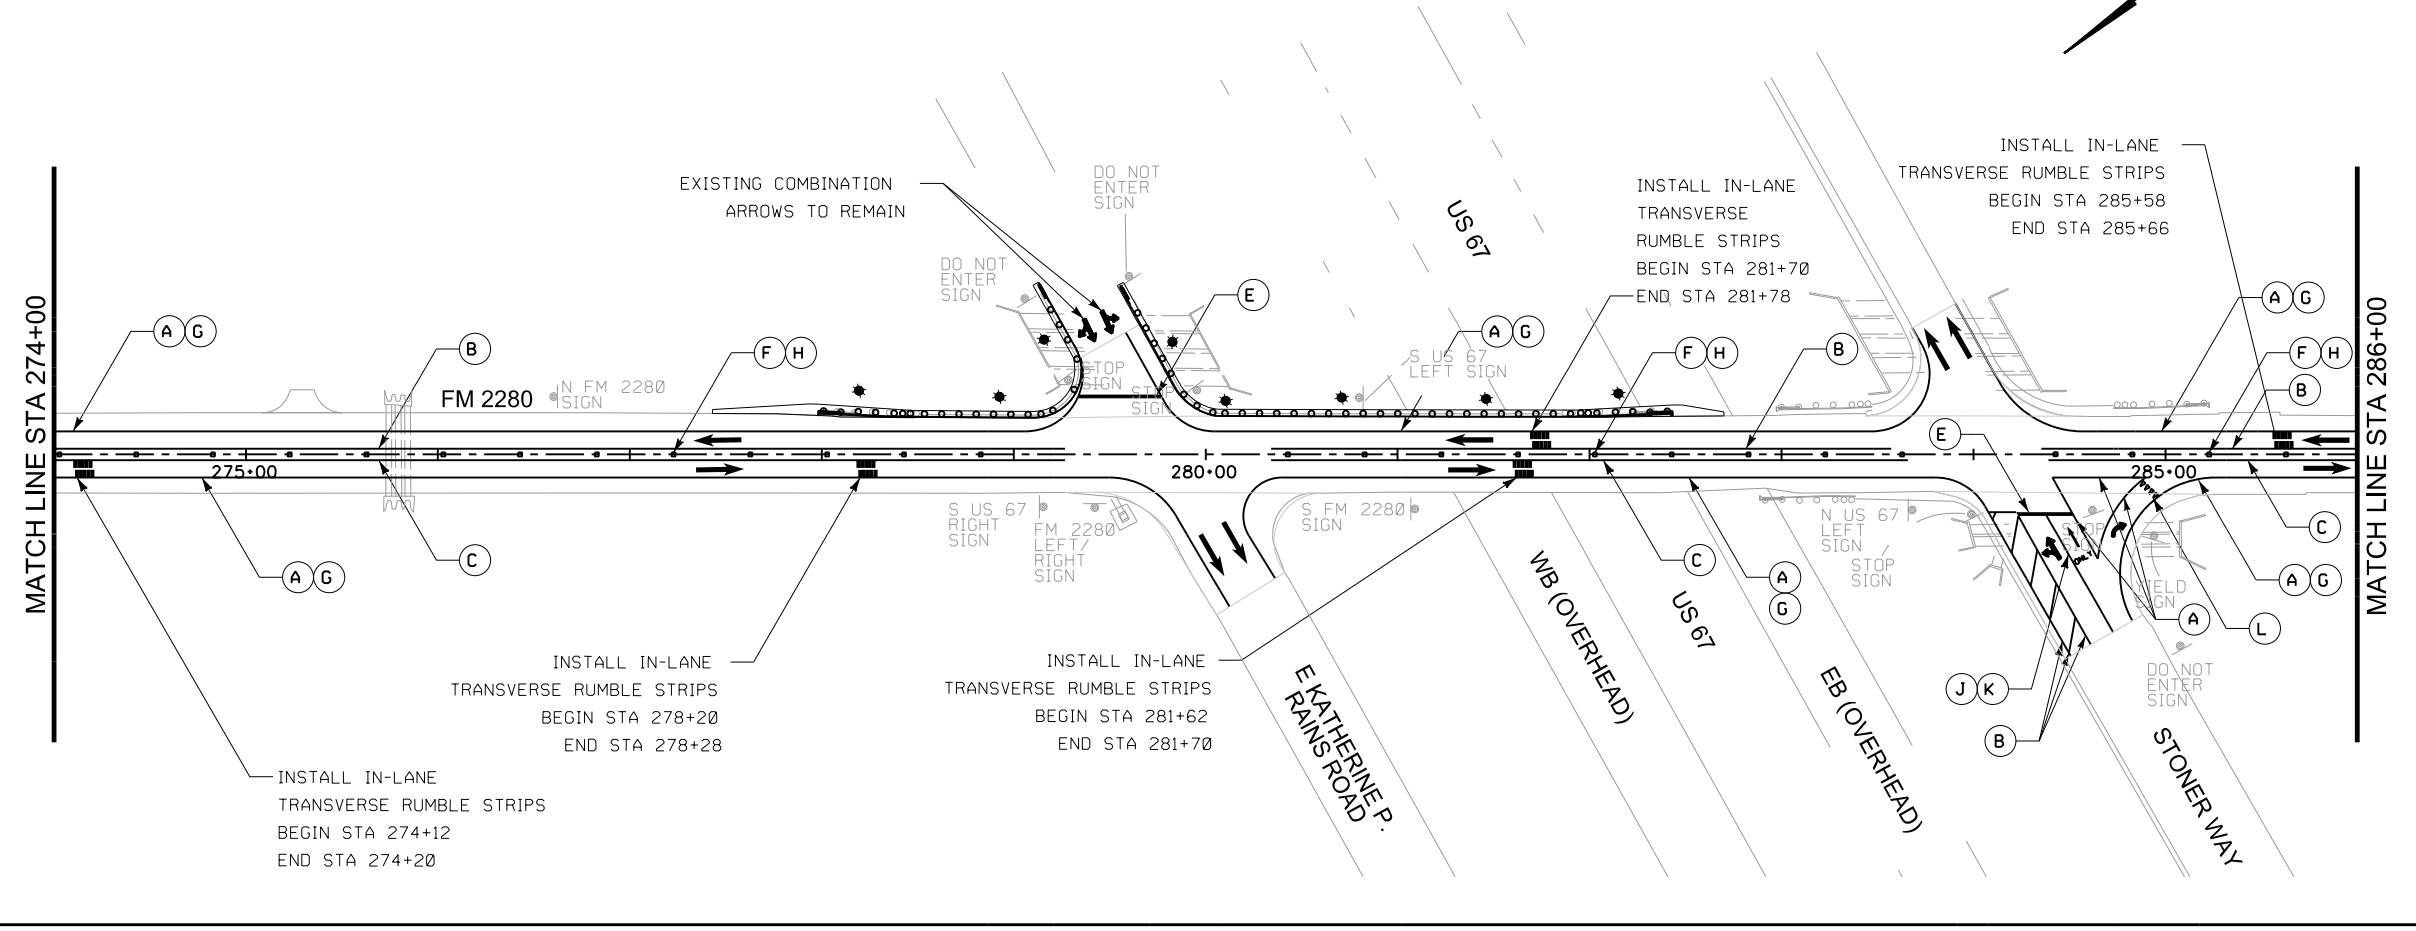 MATCH LINE STA 274+00
MATCH LINE STA 286+00
EXISTING COMBINATION
ARROWS TO REMAIN
DO NOT
ENTER
SIGN
DO NOT
ENTER
SIGN
INSTALL IN-LANE
TRANSVERSE
RUMBLE STRIPS
BEGIN STA 281+70
END STA 281+78
INSTALL IN-LANE
TRANSVERSE RUMBLE STRIPS
BEGIN STA 285+58
END STA 285+66
US 67
A G
B
F H
E
A G
F H
B
A G
F H
B
FM 2280
N FM 2280
SIGN
STOP
SIGN
STOP
SIGN
S US 67
LEFT SIGN
275+00
280+00
285+00
E
A G
C
S US 67
RIGHT
SIGN
FM 2280
LEFT/
RIGHT
SIGN
S FM 2280
SIGN
C
A
G
N US 67
LEFT
SIGN
STOP
SIGN
STOP
SIGN
ONLY
YIELD
SIGN
C
A G
A
L
J K
B
DO NOT
ENTER
SIGN
WB (OVERHEAD)
US 67
EB (OVERHEAD)
E KATHERINE P.
RAINS ROAD
STONER WAY
INSTALL IN-LANE
TRANSVERSE RUMBLE STRIPS
BEGIN STA 278+20
END STA 278+28
INSTALL IN-LANE
TRANSVERSE RUMBLE STRIPS
BEGIN STA 281+62
END STA 281+70
INSTALL IN-LANE
TRANSVERSE RUMBLE STRIPS
BEGIN STA 274+12
END STA 274+20